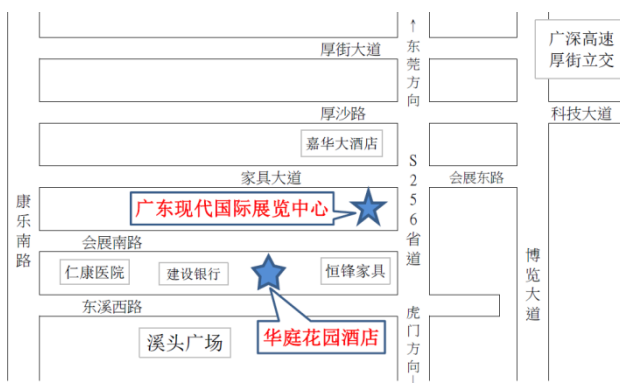 厚街大道
↑东莞方向
广深高速
厚街立交
厚沙路
科技大道
嘉华大酒店
家具大道
S256省道
会展东路
康乐南路
广东现代国际展览中心
会展南路
仁康医院
建设银行
恒锋家具
博览大道
东溪西路
溪头广场
华庭花园酒店
虎门方向